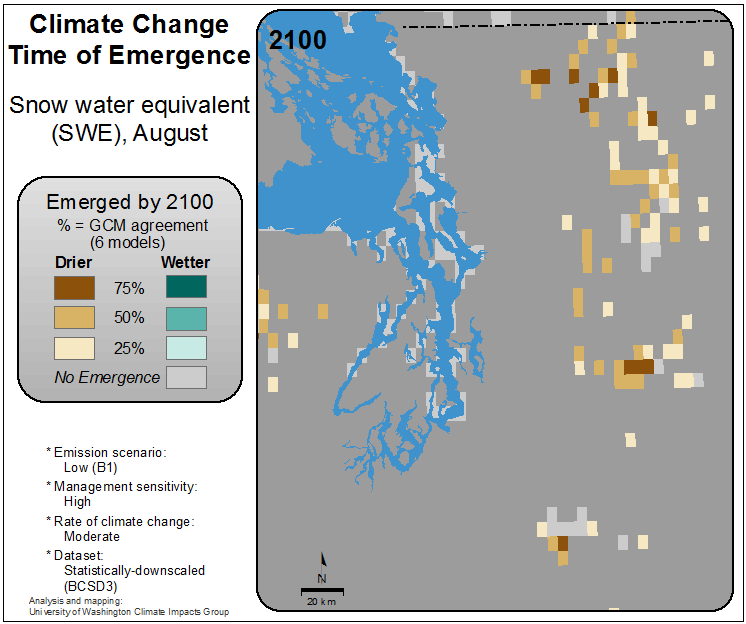 Climate Change
Time of Emergence
Snow water equivalent
(SWE), August
Emerged by 2100
% = GCM agreement
(6 models)
Drier Wetter
75%
50%
25%
No Emergence
* Emission scenario:
Low (B1)
* Management sensitivity:
High
* Rate of climate change:
Moderate
* Dataset:
Statistically-downscaled
(BCSD3)
Analysis and mapping:
University of Washington Climate Impacts Group
2100
N
20 km